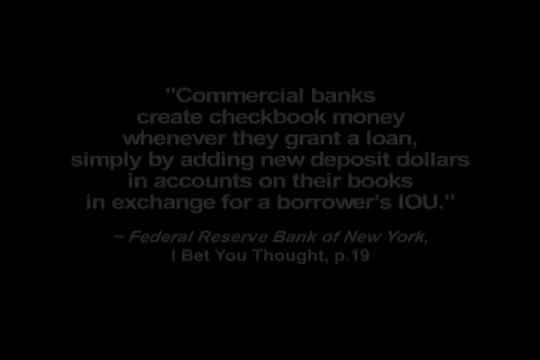 "Commercial banks
create checkbook money
whenever they grant a loan,
simply by adding new deposit dollars
in accounts on their books
in exchange for a borrower's IOU."
~ Federal Reserve Bank of New York,
I Bet You Thought, p.19